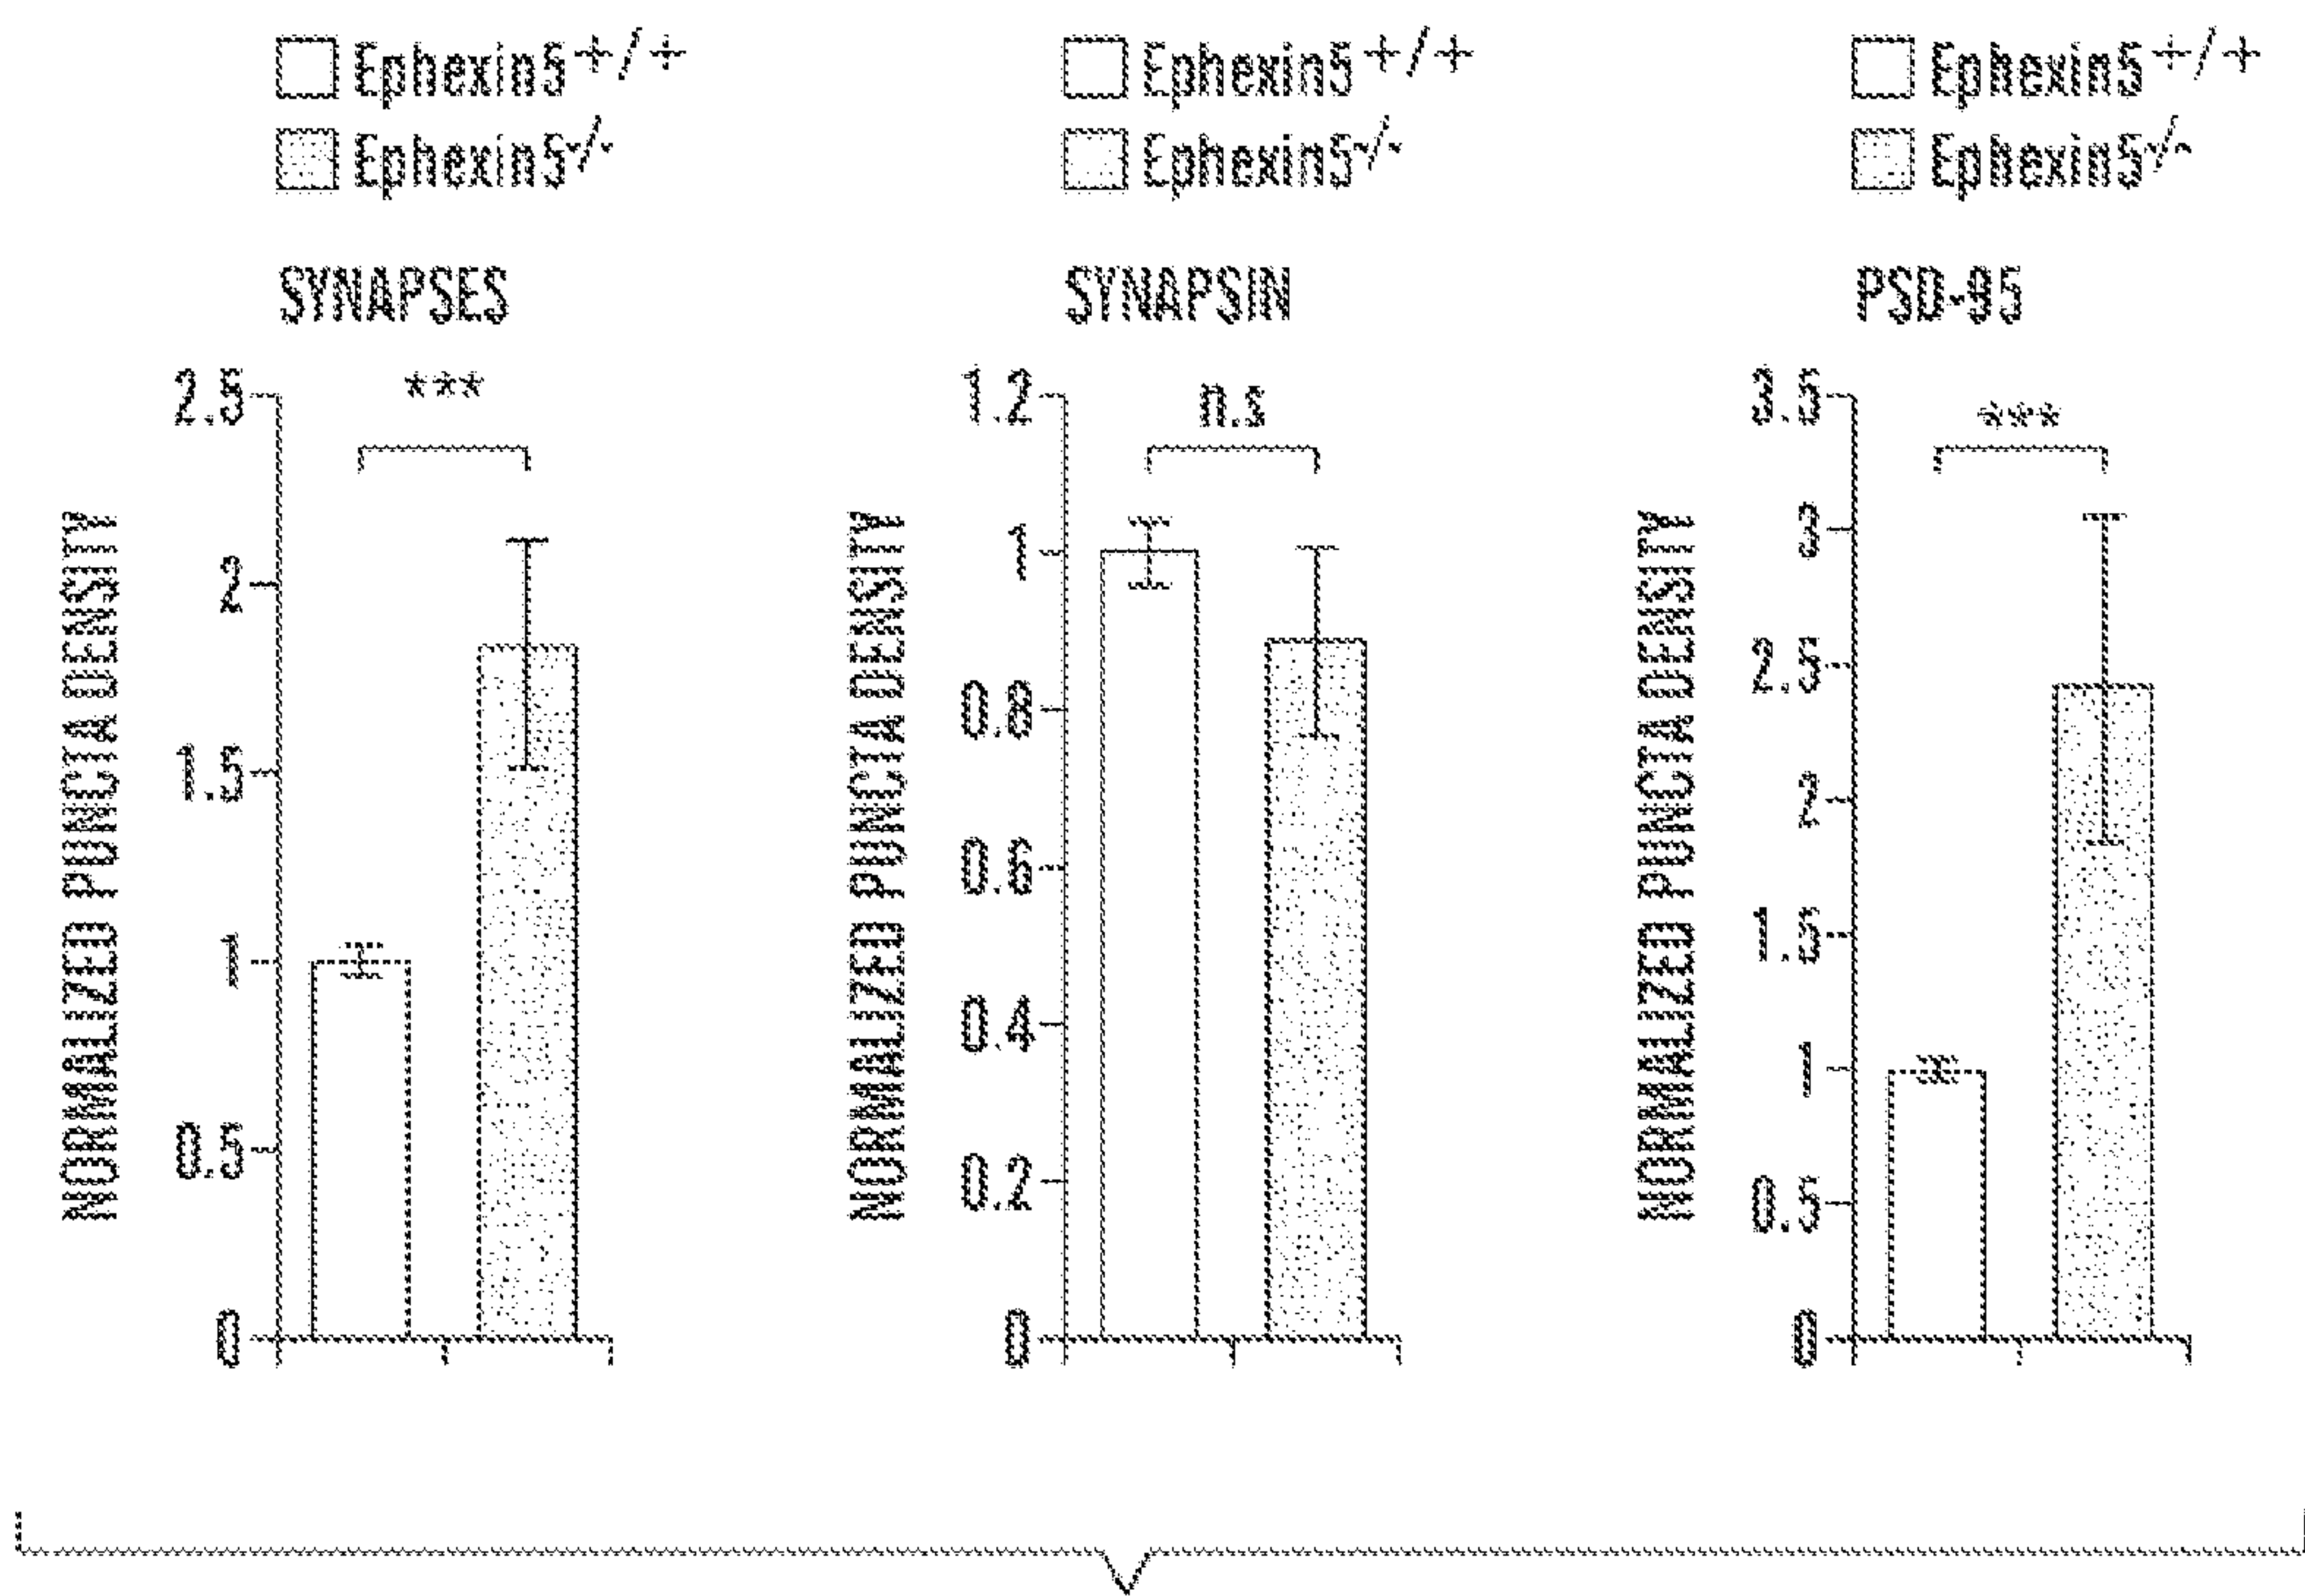 Ephexin5+/+
Ephexin5-/-
SYNAPSES
***
NORMALIZED PUNCTA DENSITY
2.5
2
1.5
1
0.5
0
Ephexin5+/+
Ephexin5-/-
SYNAPSIN
n.s
NORMALIZED PUNCTA DENSITY
1.2
1
0.8
0.6
0.4
0.2
0
Ephexin5+/+
Ephexin5-/-
PSD-95
***
NORMALIZED PUNCTA DENSITY
3.5
3
2.5
2
1.5
1
0.5
0